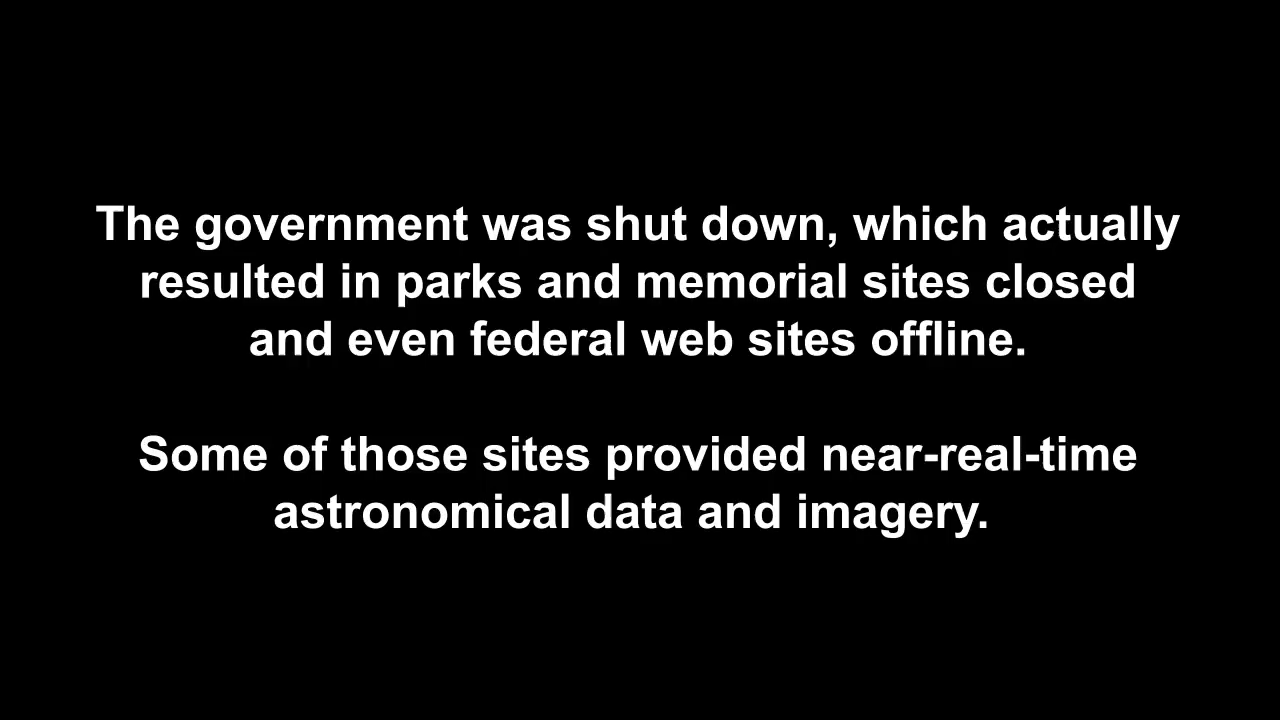 The government was shut down, which actually
resulted in parks and memorial sites closed
and even federal web sites offline.
Some of those sites provided near-real-time
astronomical data and imagery.